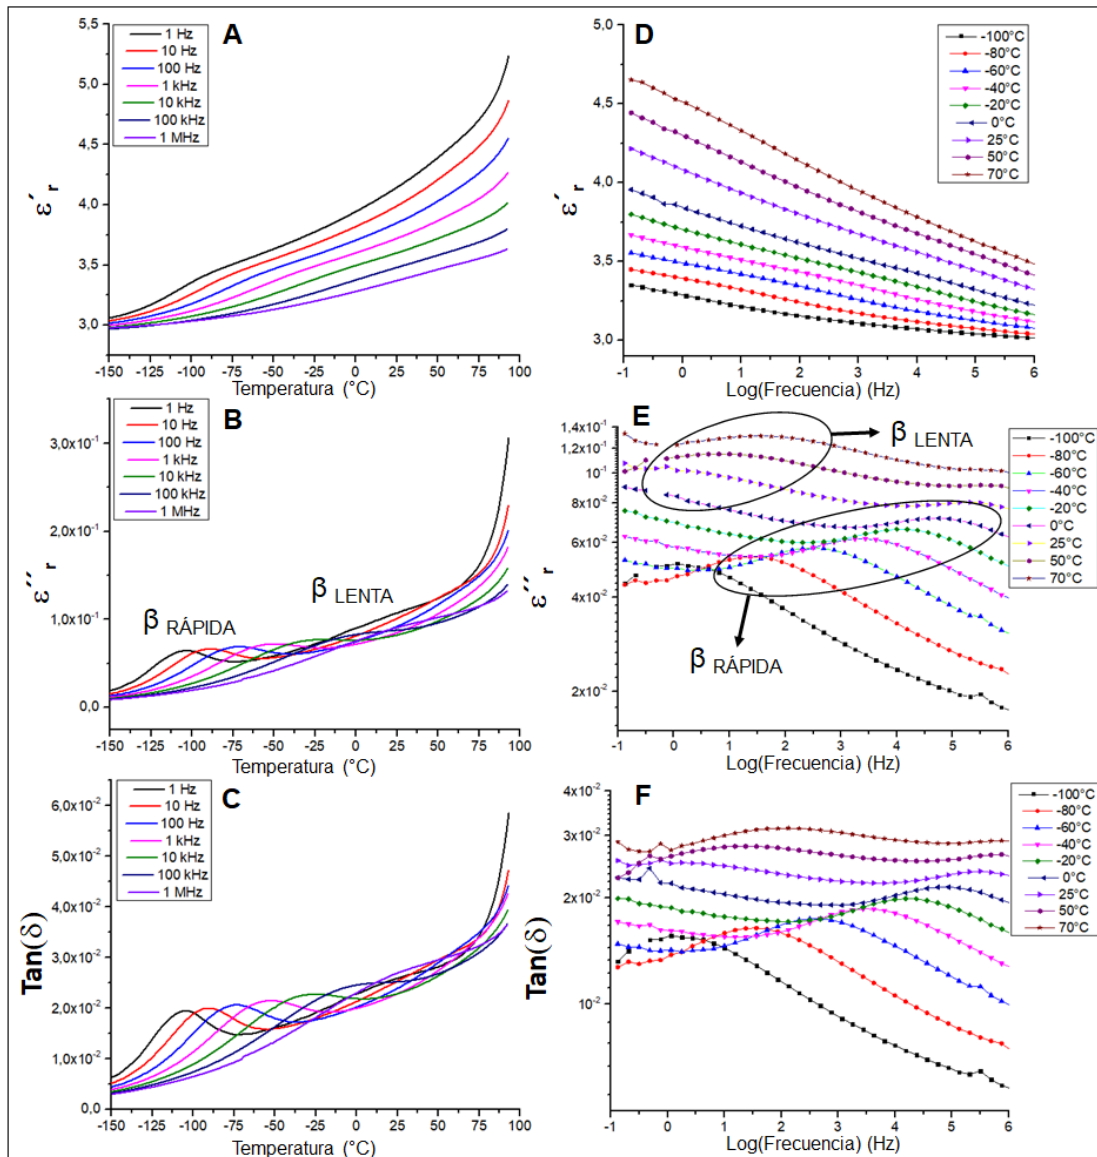 A
1 Hz
10 Hz
100 Hz
1 kHz
10 kHz
100 kHz
1 MHz
5,5
5,0
4,5
4,0
3,5
3,0
ε´r
-150 -125 -100 -75 -50 -25 0 25 50 75 100
Temperatura (°C)
D
-100°C
-80°C
-60°C
-40°C
-20°C
0°C
25°C
50°C
70°C
5,0
4,5
4,0
3,5
3,0
ε´r
-1 0 1 2 3 4 5 6
Log(Frecuencia) (Hz)
B
1 Hz
10 Hz
100 Hz
1 kHz
10 kHz
100 kHz
1 MHz
3,0x10⁻¹
2,0x10⁻¹
1,0x10⁻¹
0,0
ε´´r
β RÁPIDA
β LENTA
-150 -125 -100 -75 -50 -25 0 25 50 75 100
Temperatura (°C)
E
β LENTA
β RÁPIDA
-100°C
-80°C
-60°C
-40°C
-20°C
0°C
25°C
50°C
70°C
1,4x10⁻¹
1,2x10⁻¹
10⁻¹
8x10⁻²
6x10⁻²
4x10⁻²
2x10⁻²
ε´´r
-1 0 1 2 3 4 5 6
Log(Frecuencia) (Hz)
C
1 Hz
10 Hz
100 Hz
1 kHz
10 kHz
100 kHz
1 MHz
6,0x10⁻²
5,0x10⁻²
4,0x10⁻²
3,0x10⁻²
2,0x10⁻²
1,0x10⁻²
0,0
Tan(δ)
-150 -125 -100 -75 -50 -25 0 25 50 75 100
Temperatura (°C)
F
-100°C
-80°C
-60°C
-40°C
-20°C
0°C
25°C
50°C
70°C
4x10⁻²
3x10⁻²
2x10⁻²
10⁻²
Tan(δ)
-1 0 1 2 3 4 5 6
Log(Frecuencia) (Hz)